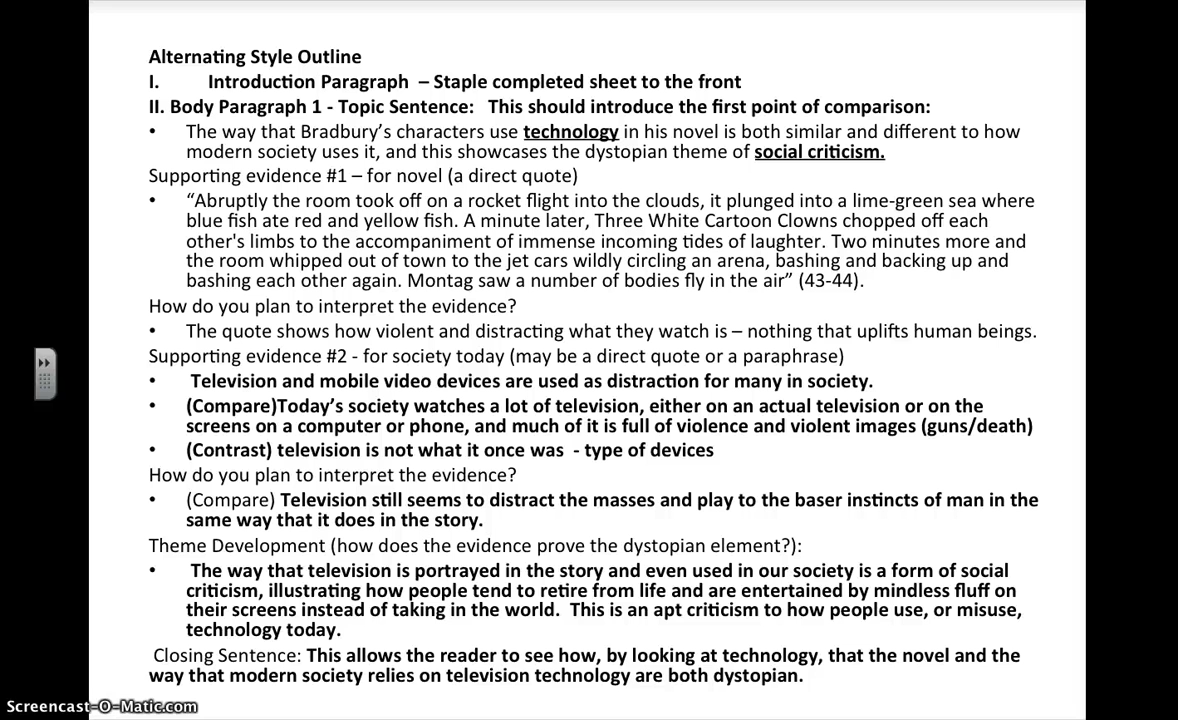 Alternating Style Outline
I. Introduction Paragraph – Staple completed sheet to the front
II. Body Paragraph 1 - Topic Sentence: This should introduce the first point of comparison:
• The way that Bradbury’s characters use technology in his novel is both similar and different to how
modern society uses it, and this showcases the dystopian theme of social criticism.
Supporting evidence #1 – for novel (a direct quote)
• “Abruptly the room took off on a rocket flight into the clouds, it plunged into a lime-green sea where
blue fish ate red and yellow fish. A minute later, Three White Cartoon Clowns chopped off each
other's limbs to the accompaniment of immense incoming tides of laughter. Two minutes more and
the room whipped out of town to the jet cars wildly circling an arena, bashing and backing up and
bashing each other again. Montag saw a number of bodies fly in the air” (43-44).
How do you plan to interpret the evidence?
• The quote shows how violent and distracting what they watch is – nothing that uplifts human beings.
Supporting evidence #2 - for society today (may be a direct quote or a paraphrase)
• Television and mobile video devices are used as distraction for many in society.
• (Compare)Today’s society watches a lot of television, either on an actual television or on the
screens on a computer or phone, and much of it is full of violence and violent images (guns/death)
• (Contrast) television is not what it once was - type of devices
How do you plan to interpret the evidence?
• (Compare) Television still seems to distract the masses and play to the baser instincts of man in the
same way that it does in the story.
Theme Development (how does the evidence prove the dystopian element?):
• The way that television is portrayed in the story and even used in our society is a form of social
criticism, illustrating how people tend to retire from life and are entertained by mindless fluff on
their screens instead of taking in the world. This is an apt criticism to how people use, or misuse,
technology today.
Closing Sentence: This allows the reader to see how, by looking at technology, that the novel and the
way that modern society relies on television technology are both dystopian.
Screencast-O-Matic.com